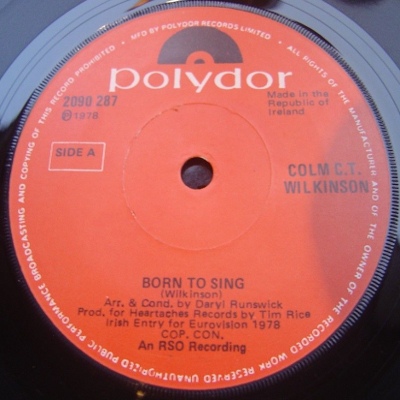 MFD BY POLYDOR RECORDS LIMITED · ALL RIGHTS OF THE MANUFACTURER AND OF THE OWNER OF THE RECORDED WORK RESERVED UNAUTHORIZED PUBLIC PERFORMANCE BROADCASTING AND COPYING OF THIS RECORD PROHIBITED ·
polydor
2090 287
℗ 1978
Made in the
Republic of
Ireland
SIDE A
COLM C.T.
WILKINSON
BORN TO SING
(Wilkinson)
Arr. & Cond. by Daryl Runswick
Prod. for Heartaches Records by Tim Rice
Irish Entry for Eurovision 1978
COP. CON.
An RSO Recording